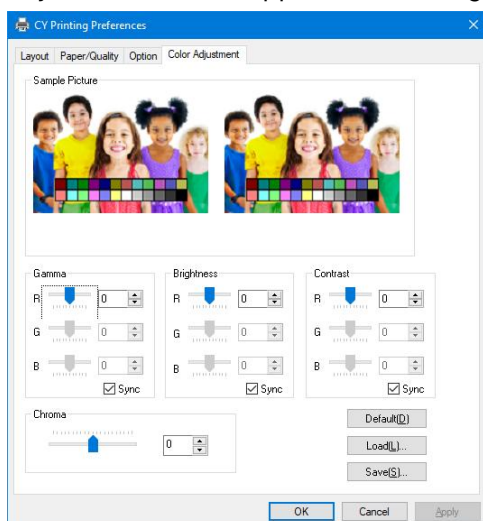 CY Printing Preferences
Layout Paper/Quality Option Color Adjustment
Sample Picture
Gamma Brightness Contrast
R 0 R 0 R 0
G 0 G 0 G 0
B 0 B 0 B 0
Sync Sync Sync
Chroma
0
Default(D)
Load(L)...
Save(S)...
OK Cancel Apply